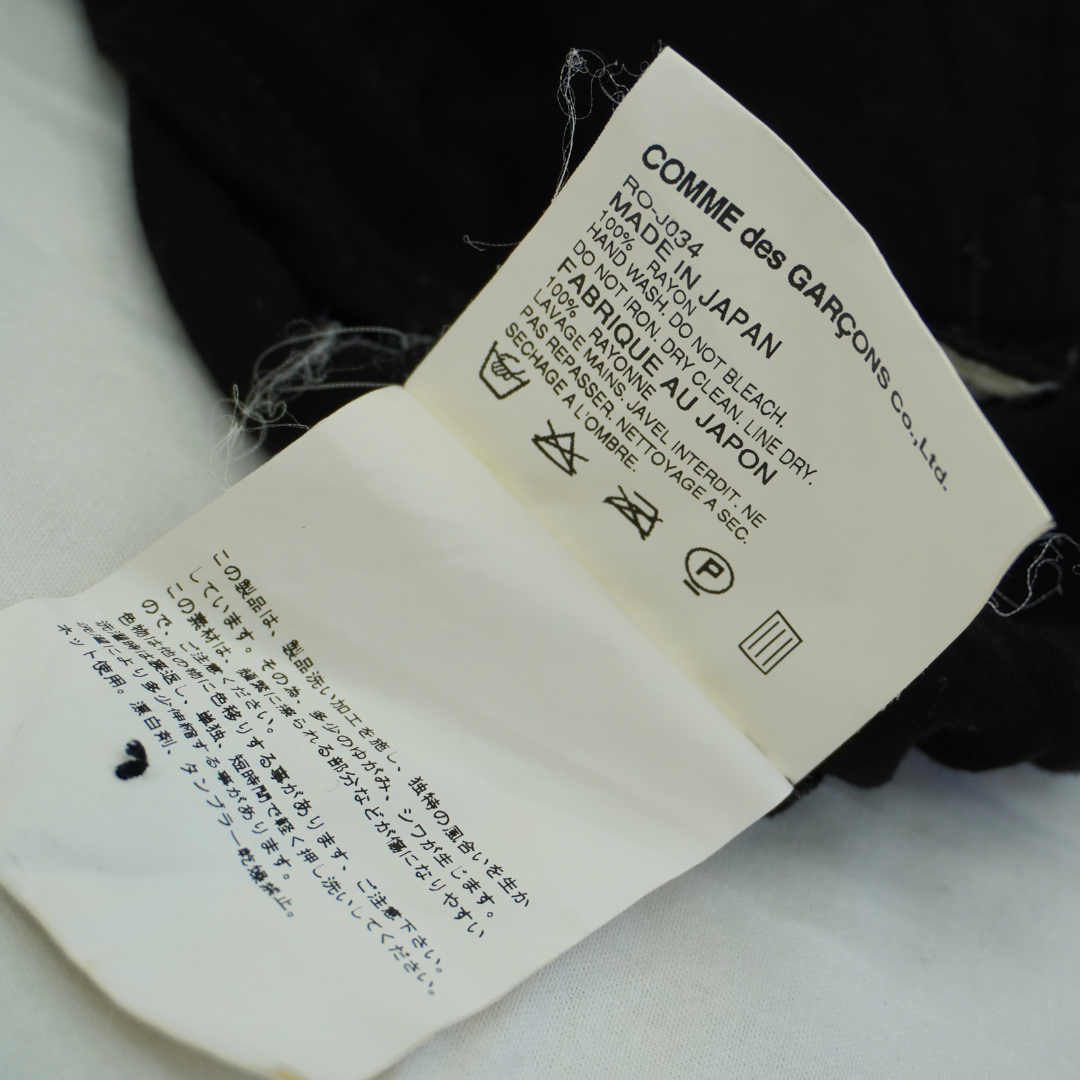 COMME des GARÇONS Co.,Ltd.
RO-J034
MADE IN JAPAN
100% RAYON
HAND WASH. DO NOT BLEACH.
DO NOT IRON. DRY CLEAN. LINE DRY.
FABRIQUE AU JAPON
100% RAYONNE
LAVAGE MAINS. JAVEL INTERDIT. NE
PAS REPASSER. NETTOYAGE A SEC.
SECHAGE A L'OMBRE.
P
この製品は、製品洗い加工を施し、独特の風合いを生か
しています。その為、多少のゆがみ、シワが生じます。
この素材は、頻繁に擦られる部分などが傷になりやすい
ので、ご注意ください。
色物は他の物に色移りする事があります、ご注意下さい。
洗濯時は裏返し、単独、短時間で軽く押し洗いしてください。
洗濯により多少伸縮する事があります。
ネット使用。漂白剤、タンブラー乾燥禁止。